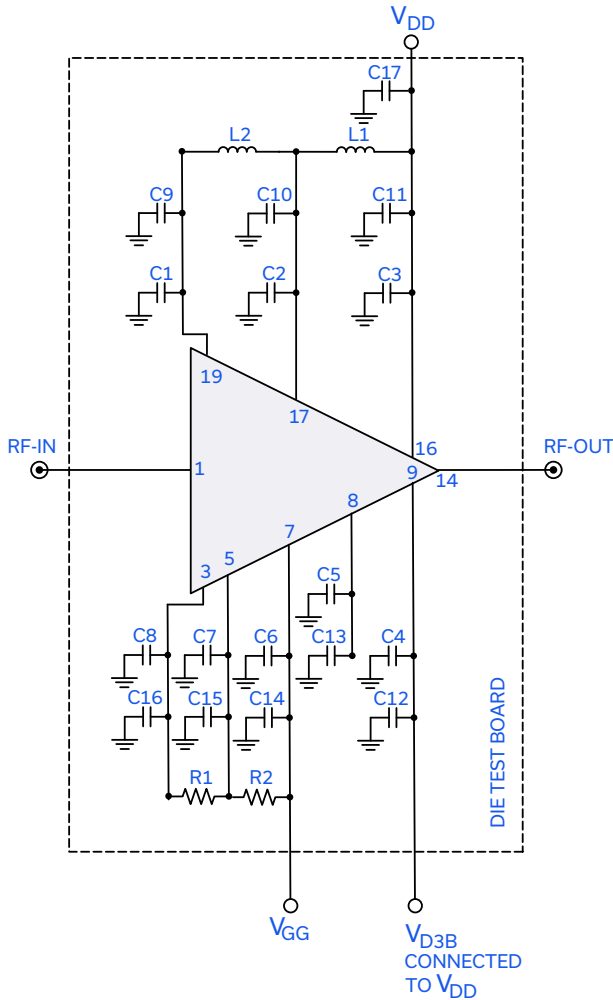 VDD
C17
L2
L1
C9
C10
C11
C1
C2
C3
19
17
16
RF-IN
1
9
14
RF-OUT
8
7
5
3
C5
C8
C7
C6
C13
C4
C16
C15
C14
C12
R1
R2
DIE TEST BOARD
VGG
VD3B
CONNECTED
TO VDD